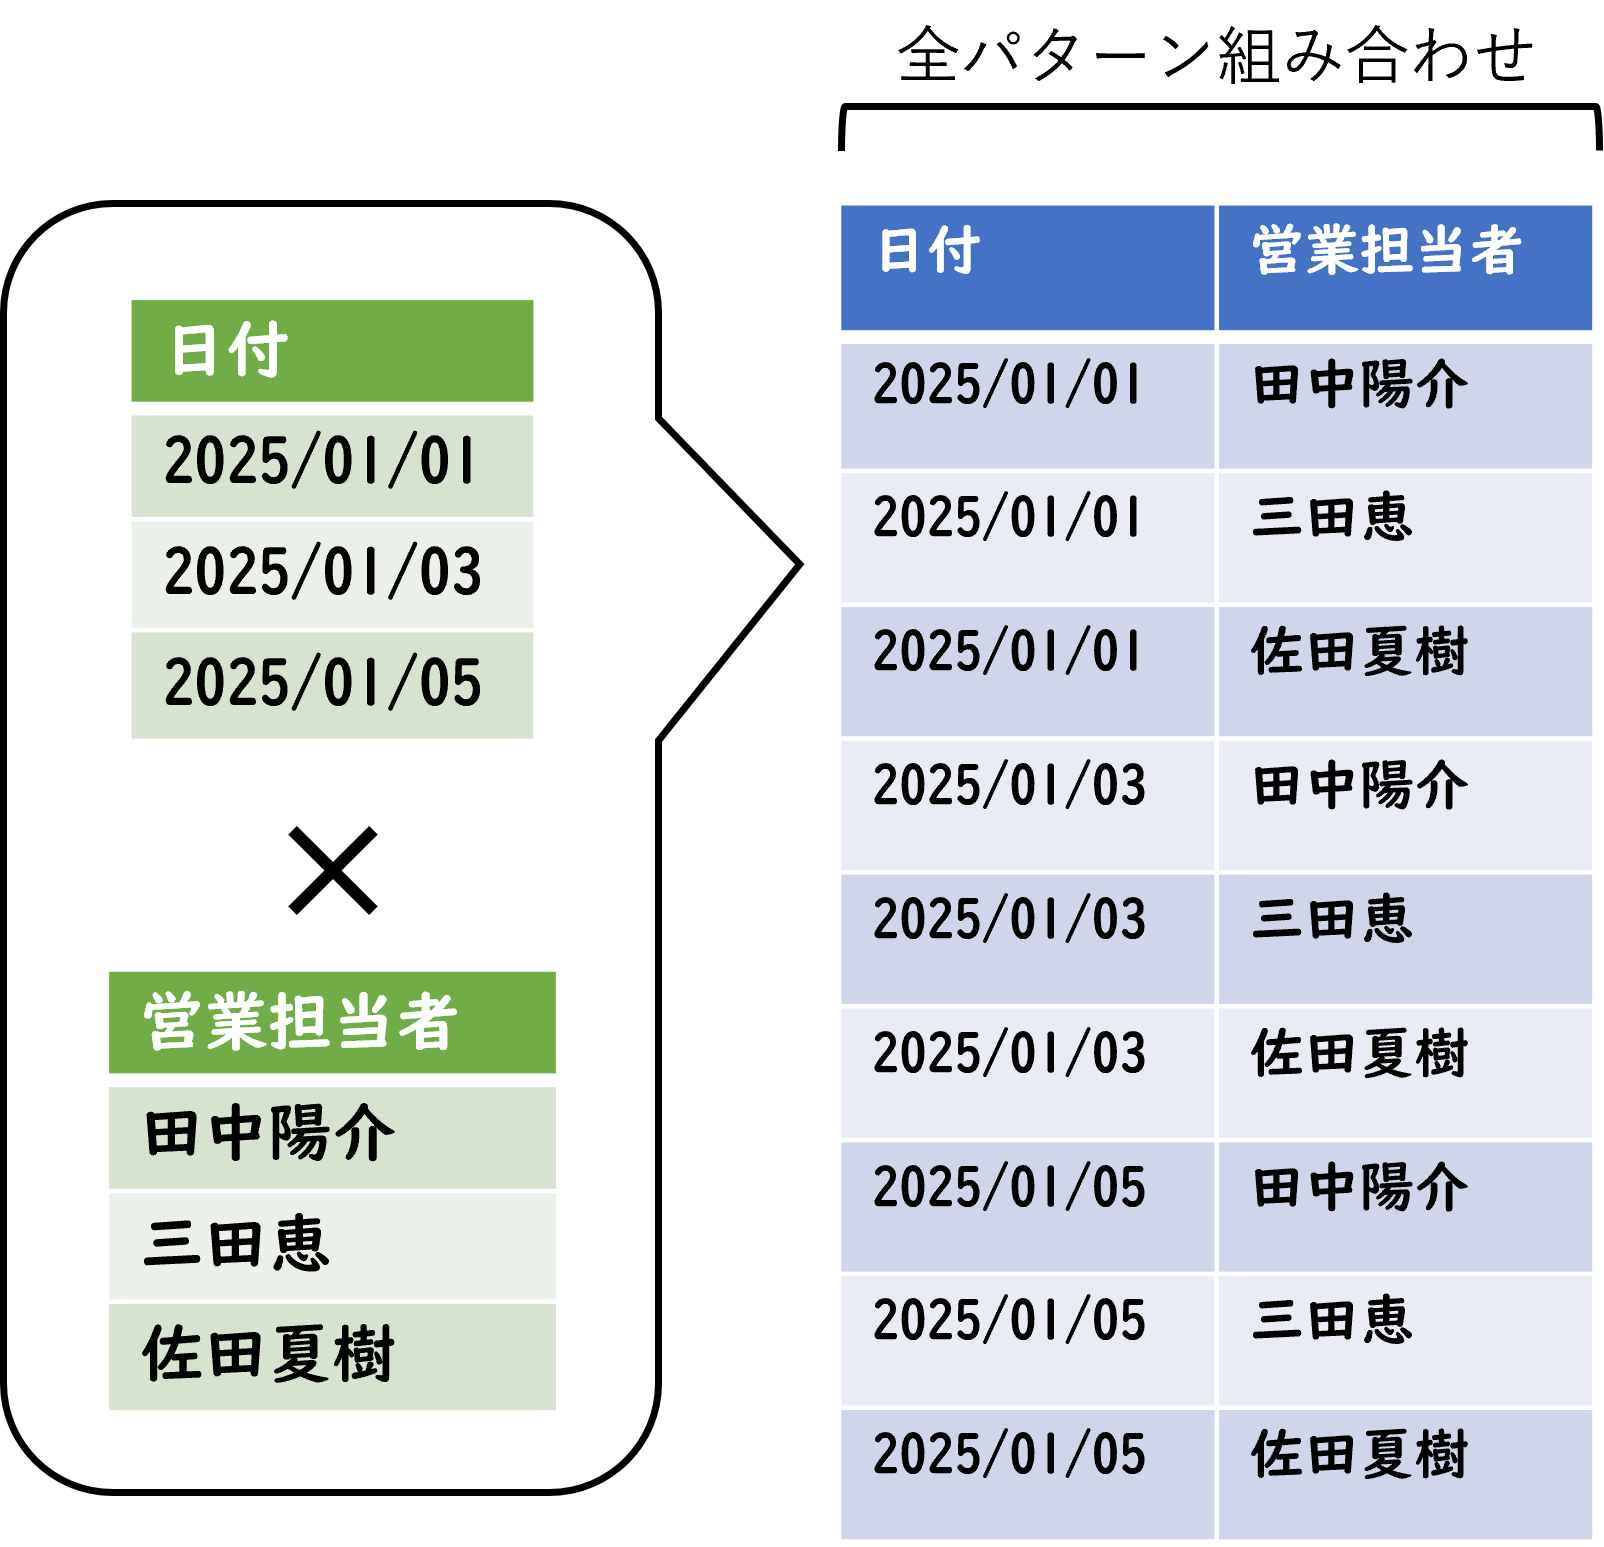 全パターン組み合わせ
日付
2025/01/01
2025/01/03
2025/01/05
×
営業担当者
田中陽介
三田恵
佐田夏樹
日付 営業担当者
2025/01/01 田中陽介
2025/01/01 三田恵
2025/01/01 佐田夏樹
2025/01/03 田中陽介
2025/01/03 三田恵
2025/01/03 佐田夏樹
2025/01/05 田中陽介
2025/01/05 三田恵
2025/01/05 佐田夏樹